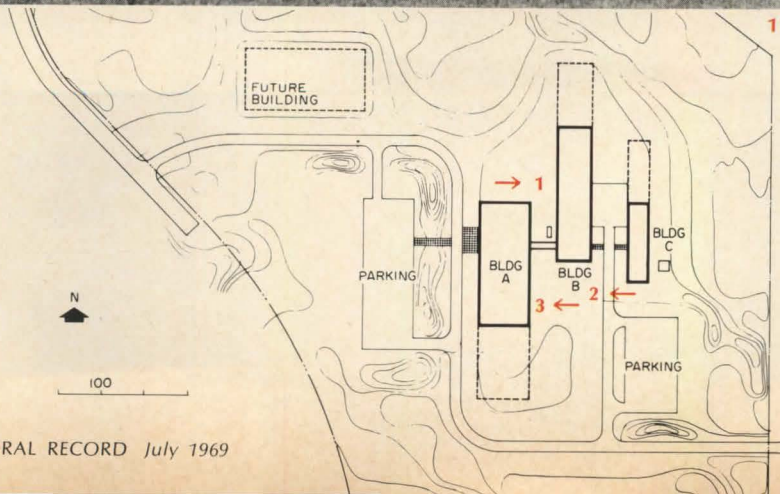 1
FUTURE
BUILDING
1
BLDG
A
BLDG
B
BLDG
C
PARKING
3
2
N
PARKING
100
RAL RECORD July 1969